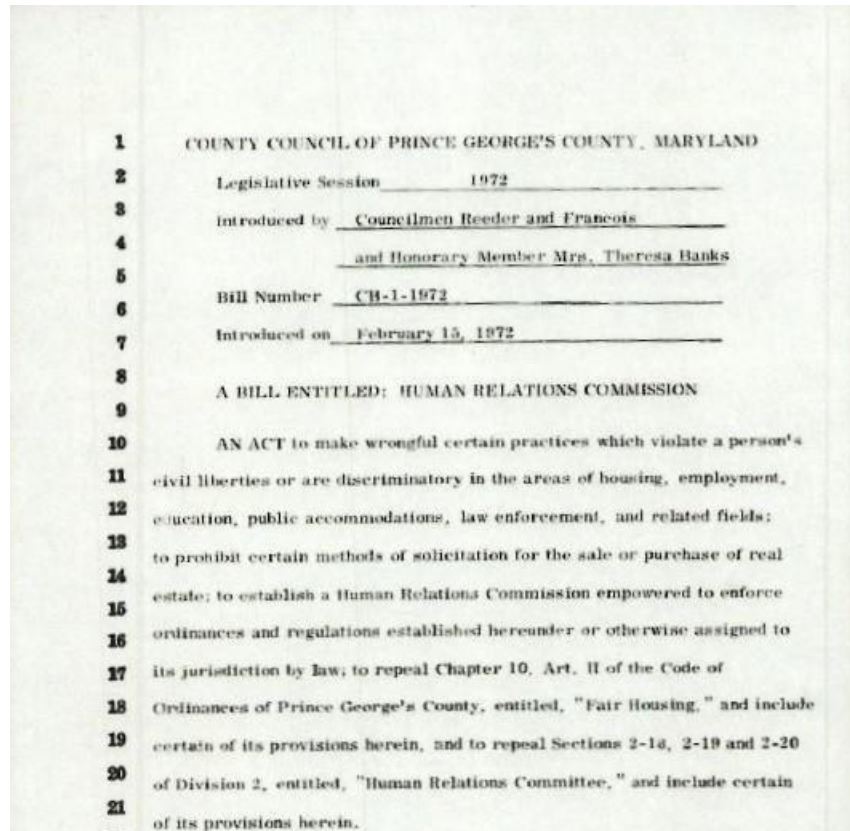 1 COUNTY COUNCIL OF PRINCE GEORGE'S COUNTY, MARYLAND
2 Legislative Session 1972
3 introduced by Councilmen Reeder and Francois
4 and Honorary Member Mrs. Theresa Banks
5
6 Bill Number CB-1-1972
7 Introduced on February 15, 1972
8 A BILL ENTITLED: HUMAN RELATIONS COMMISSION
9
10 AN ACT to make wrongful certain practices which violate a person's
11 civil liberties or are discriminatory in the areas of housing, employment,
12 education, public accommodations, law enforcement, and related fields;
13 to prohibit certain methods of solicitation for the sale or purchase of real
14 estate; to establish a Human Relations Commission empowered to enforce
15
16 ordinances and regulations established hereunder or otherwise assigned to
17 its jurisdiction by law; to repeal Chapter 10, Art. II of the Code of
18 Ordinances of Prince George's County, entitled, "Fair Housing," and include
19 certain of its provisions herein, and to repeal Sections 2-18, 2-19 and 2-20
20 of Division 2, entitled, "Human Relations Committee," and include certain
21 of its provisions herein.